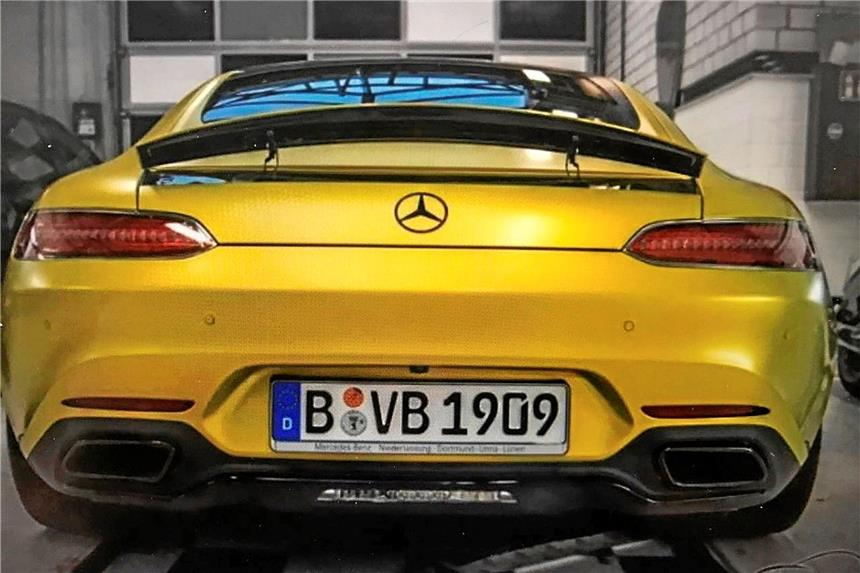 B VB 1909
D
Mercedes-Benz · Niederlassung · Dortmund · Unna · Lünen